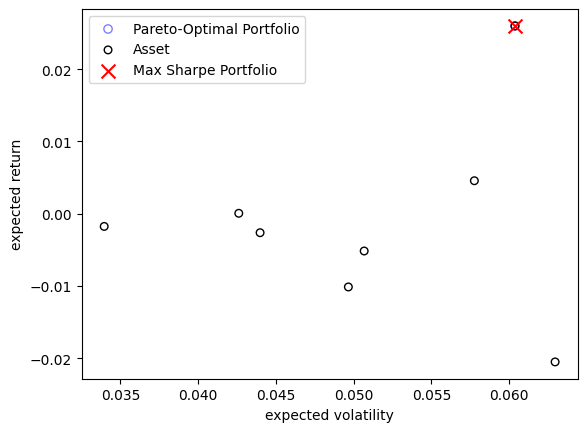 Pareto-Optimal Portfolio
Asset
Max Sharpe Portfolio
expected return
0.02
0.01
0.00
−0.01
−0.02
0.035 0.040 0.045 0.050 0.055 0.060
expected volatility